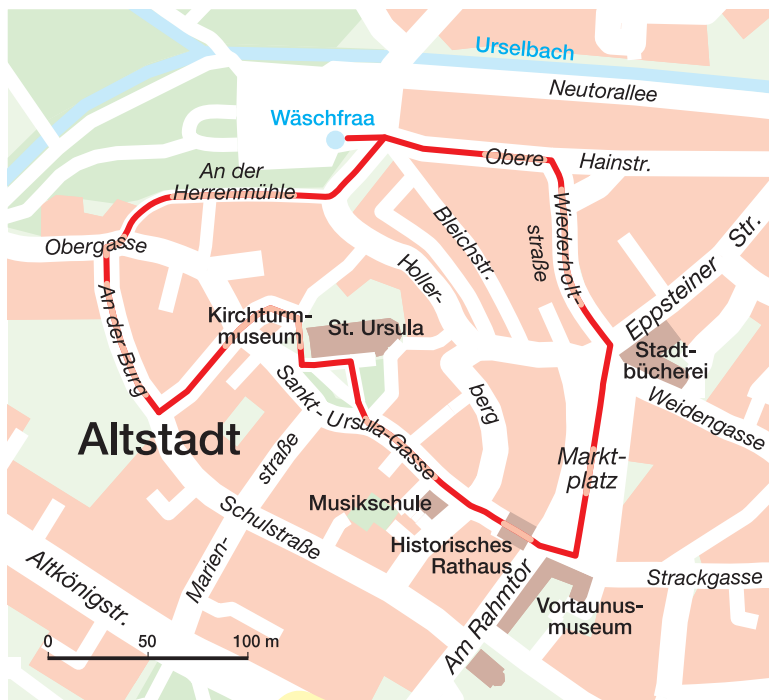 Urselbach
Neutorallee
Wäschfraa
Obere
Hainstr.
An der
Herrenmühle
Wiederholt-
straße
Bleichstr.
Obergasse
Holler-
berg
Eppsteiner Str.
An der Burg
Kirchturm-
museum
St. Ursula
Stadt-
bücherei
Sankt-Ursula-Gasse
Weidengasse
Altstadt
Markt-
platz
Marien-
straße
Musikschule
Schulstraße
Historisches
Rathaus
Altkönigstr.
Strackgasse
Am Rahmtor
Vortaunus-
museum
0 50 100 m